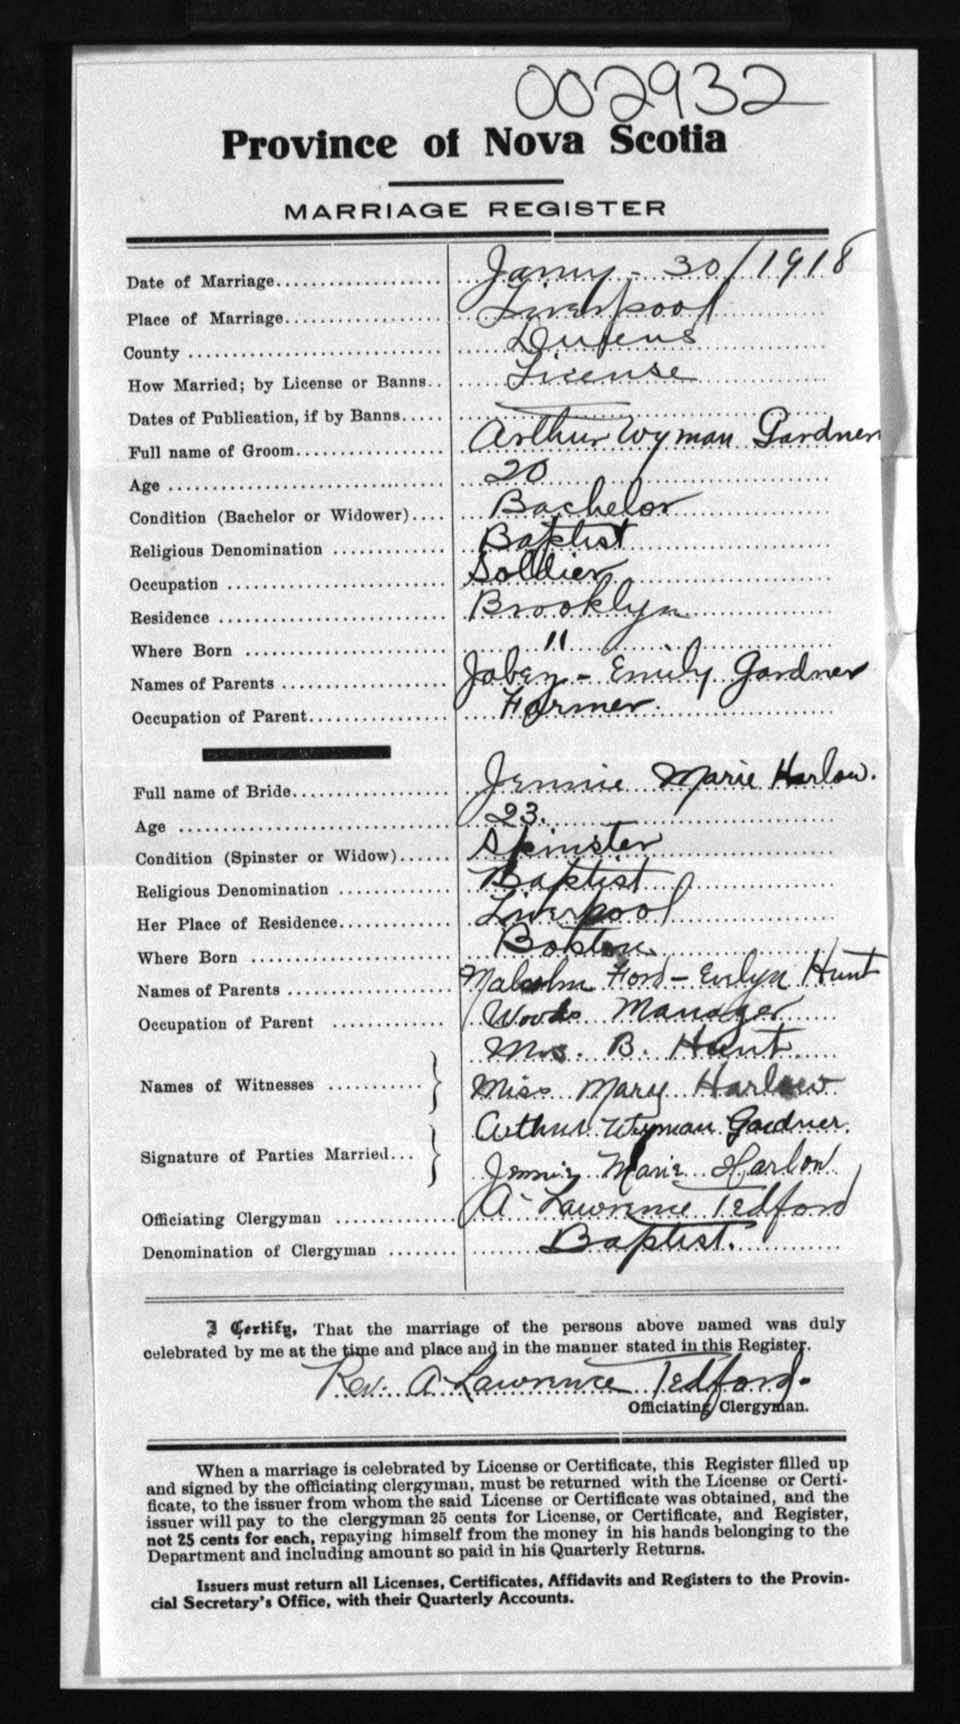 002932
Province of Nova Scotia
MARRIAGE REGISTER
Date of Marriage Jany - 30/1918
Place of Marriage Liverpool
County Queens
How Married; by License or Banns License
Dates of Publication, if by Banns
Full name of Groom Arthur Wyman Gardner
Age 20
Condition (Bachelor or Widower) Bachelor
Religious Denomination Baptist
Occupation Soldier
Residence Brooklyn
Where Born "
Names of Parents Jabez - Emily Gardner
Occupation of Parent Farmer.
Full name of Bride Jennie Marie Harlow.
Age 23.
Condition (Spinster or Widow) Spinster
Religious Denomination Baptist
Her Place of Residence Liverpool
Where Born
Names of Parents Malcolm Ford - Evelyn Hunt
Occupation of Parent Woods Manager
Mrs. B. Hunt
Names of Witnesses
Miss Mary Harlow
Arthur Wyman Gardner.
Signature of Parties Married
Jennie Marie Harlow
Officiating Clergyman A Lawrence Tedford
Denomination of Clergyman Baptist.
I Certify, That the marriage of the persons above named was duly
celebrated by me at the time and place and in the manner stated in this Register.
Rev. A Lawrence Tedford.
Officiating Clergyman.
When a marriage is celebrated by License or Certificate, this Register filled up
and signed by the officiating clergyman, must be returned with the License or Certi-
ficate, to the issuer from whom the said License or Certificate was obtained, and the
issuer will pay to the clergyman 25 cents for License, or Certificate, and Register,
not 25 cents for each, repaying himself from the money in his hands belonging to the
Department and including amount so paid in his Quarterly Returns.
Issuers must return all Licenses, Certificates, Affidavits and Registers to the Provin-
cial Secretary's Office, with their Quarterly Accounts.